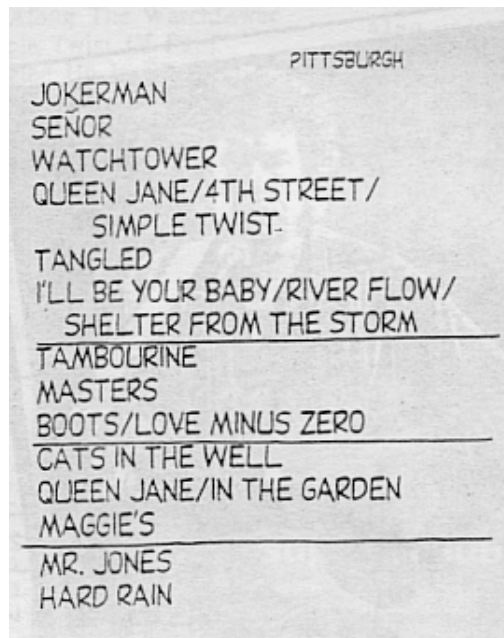 PITTSBURGH
JOKERMAN
SEÑOR
WATCHTOWER
QUEEN JANE/4TH STREET/
SIMPLE TWIST
TANGLED
I'LL BE YOUR BABY/RIVER FLOW/
SHELTER FROM THE STORM
TAMBOURINE
MASTERS
BOOTS/LOVE MINUS ZERO
CATS IN THE WELL
QUEEN JANE/IN THE GARDEN
MAGGIE'S
MR. JONES
HARD RAIN